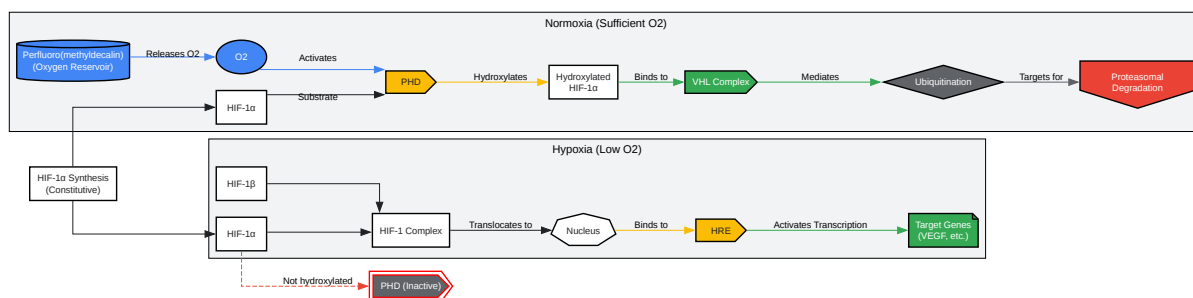 Normoxia (Sufficient O2)
Perfluoro(methyldecalin)
(Oxygen Reservoir)
Releases O2
O2
Activates
HIF-1α
Substrate
PHD
Hydroxylates
Hydroxylated
HIF-1α
Binds to
VHL Complex
Mediates
Ubiquitination
Targets for
Proteasomal
Degradation
HIF-1α Synthesis
(Constitutive)
Hypoxia (Low O2)
HIF-1β
HIF-1α
HIF-1 Complex
Translocates to
Nucleus
Binds to
HRE
Activates Transcription
Target Genes
(VEGF, etc.)
Not hydroxylated
PHD (Inactive)